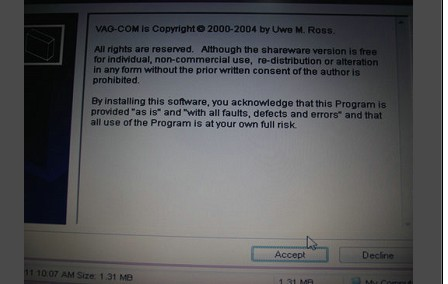 VAG-COM is Copyright © 2000-2004 by Uwe M. Ross.
All rights are reserved. Although the shareware version is free
for individual, non-commercial use, re-distribution or alteration
in any form without the prior written consent of the author is
prohibited.
By installing this software, you acknowledge that this Program is
provided "as is" and "with all faults, defects and errors" and that
all use of the Program is at your own full risk.
Accept
Decline
11 10:07 AM Size: 1.31 MB
1.31 MB
My Comput